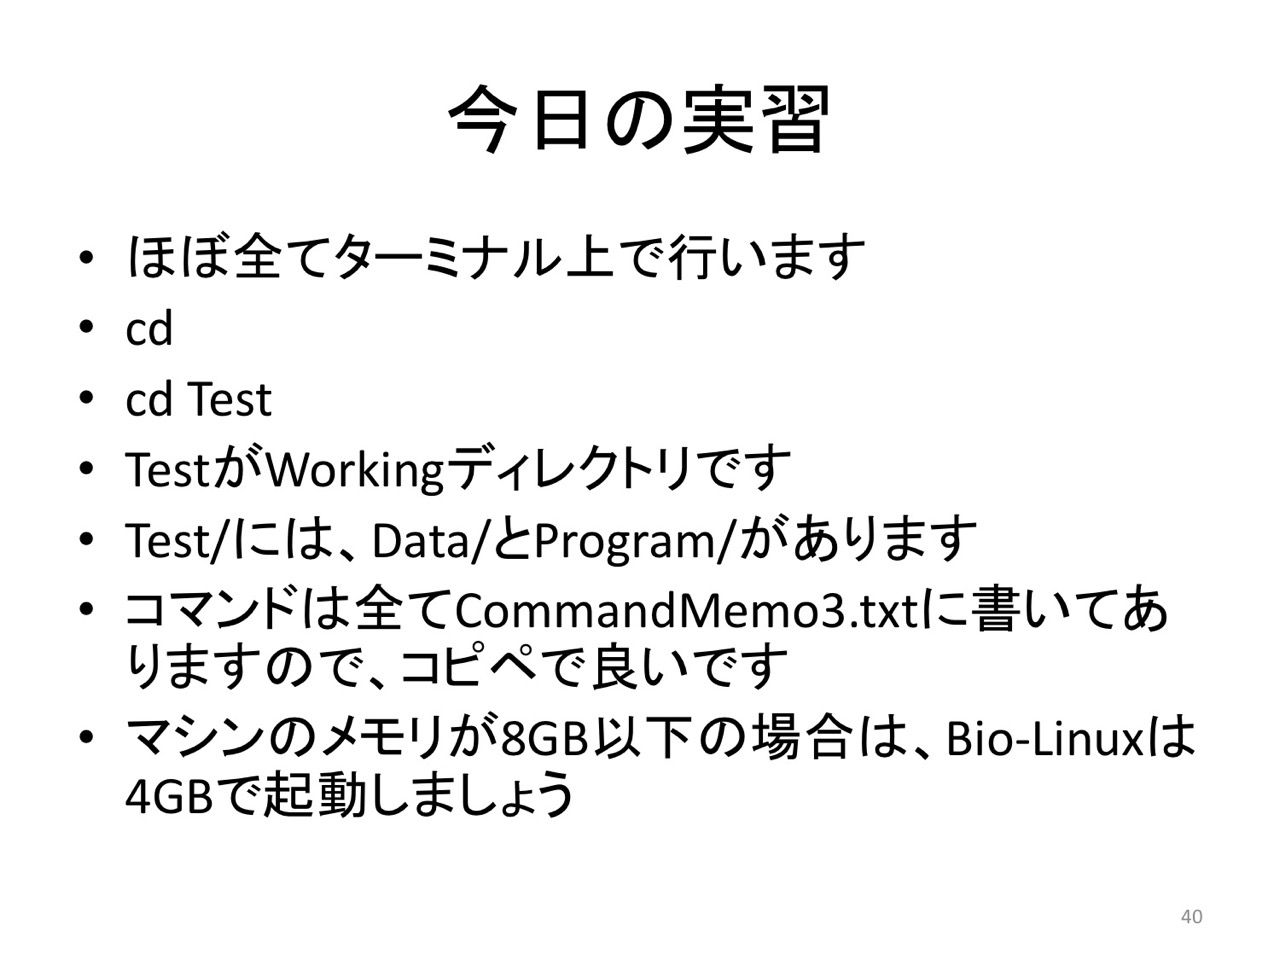 今日の実習
• ほぼ全てターミナル上で行います
• cd
• cd Test
• TestがWorkingディレクトリです
• Test/には、Data/とProgram/があります
• コマンドは全てCommandMemo3.txtに書いてあ
りますので、コピペで良いです
• マシンのメモリが8GB以下の場合は、Bio-Linuxは
4GBで起動しましょう
40